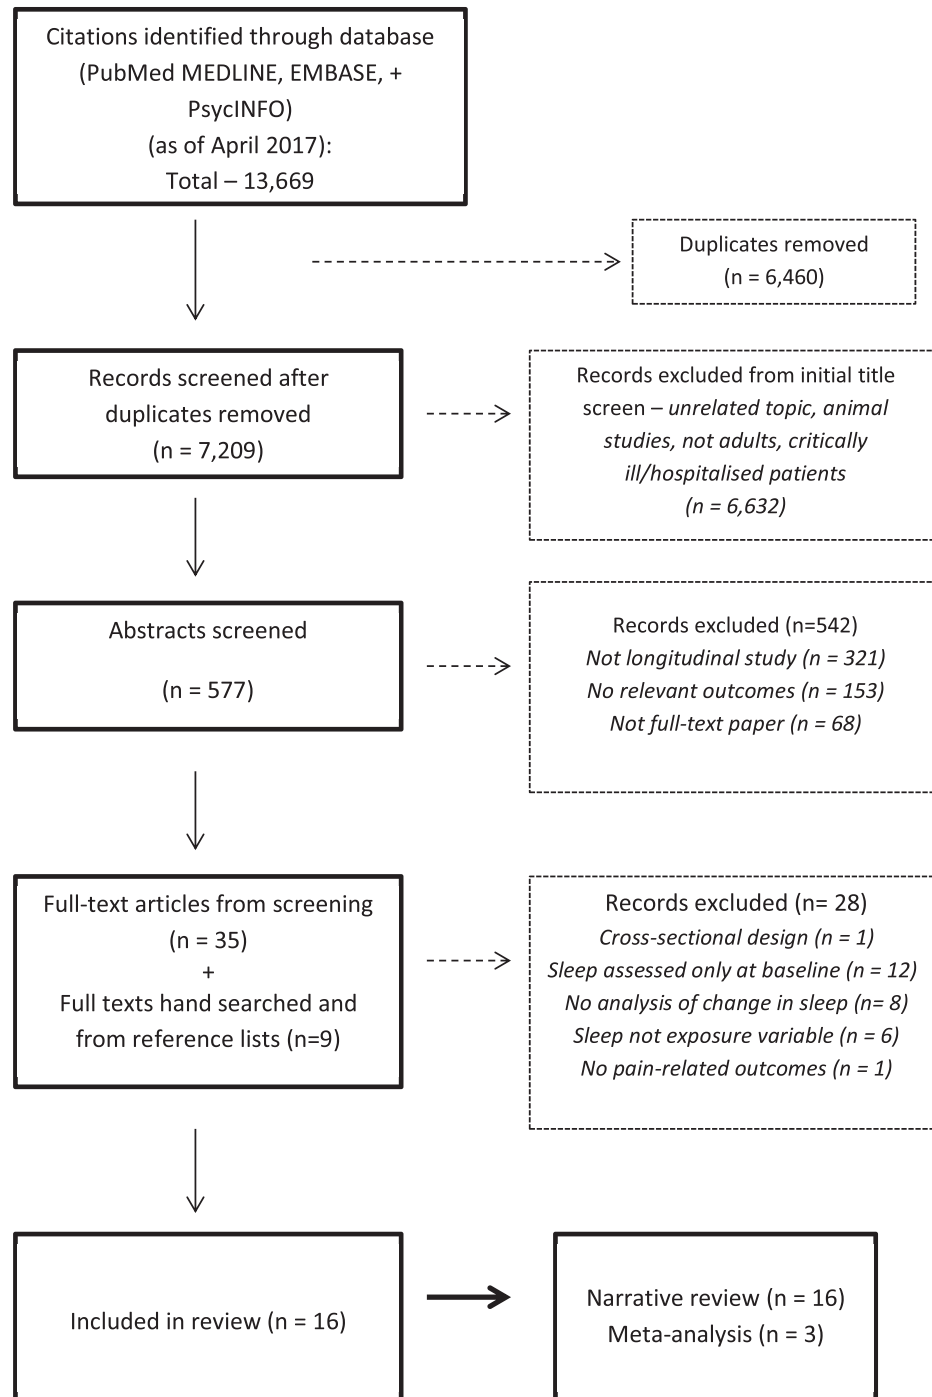 Citations identified through database
(PubMed MEDLINE, EMBASE, +
PsycINFO)
(as of April 2017):
Total – 13,669
Duplicates removed
(n = 6,460)
Records screened after
duplicates removed
(n = 7,209)
Records excluded from initial title
screen – unrelated topic, animal
studies, not adults, critically
ill/hospitalised patients
(n = 6,632)
Abstracts screened
(n = 577)
Records excluded (n=542)
Not longitudinal study (n = 321)
No relevant outcomes (n = 153)
Not full-text paper (n = 68)
Full-text articles from screening
(n = 35)
+
Full texts hand searched and
from reference lists (n=9)
Records excluded (n= 28)
Cross-sectional design (n = 1)
Sleep assessed only at baseline (n = 12)
No analysis of change in sleep (n= 8)
Sleep not exposure variable (n = 6)
No pain-related outcomes (n = 1)
Included in review (n = 16)
Narrative review (n = 16)
Meta-analysis (n = 3)